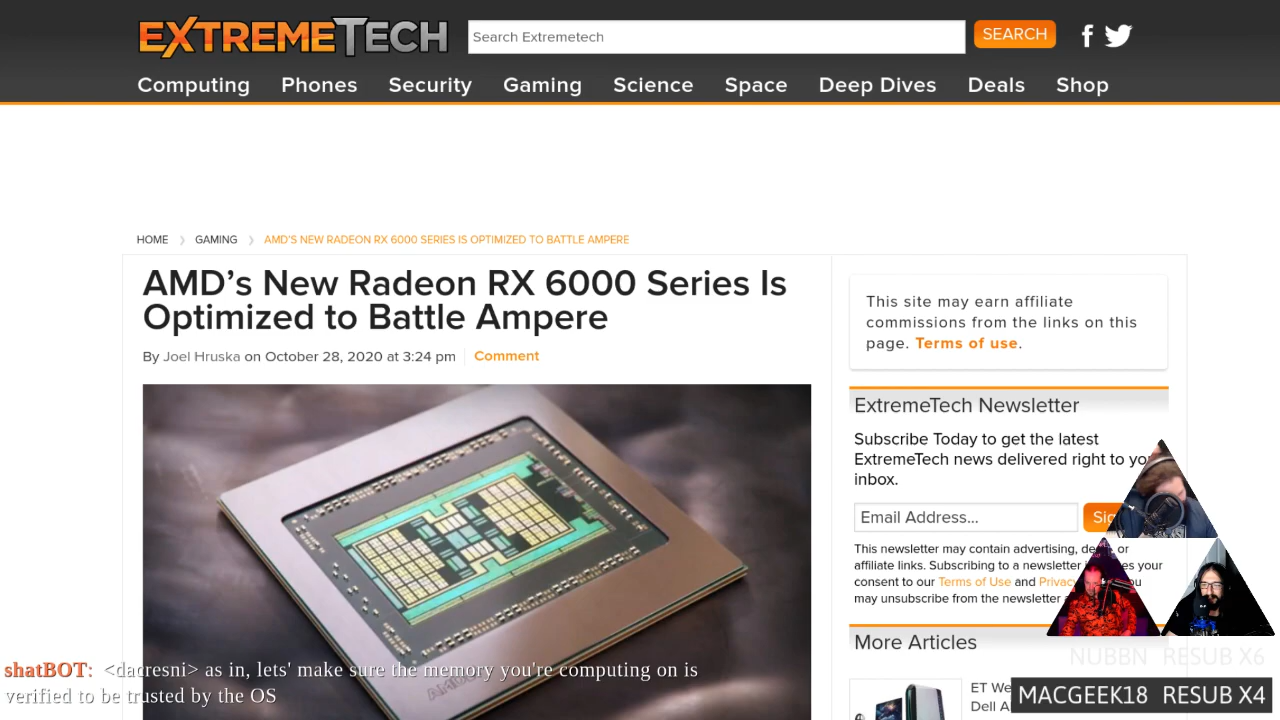 EXTREMETECH
Search Extremetech
SEARCH
Computing Phones Security Gaming Science Space Deep Dives Deals Shop
HOME GAMING AMD'S NEW RADEON RX 6000 SERIES IS OPTIMIZED TO BATTLE AMPERE
AMD's New Radeon RX 6000 Series Is
Optimized to Battle Ampere
By Joel Hruska on October 28, 2020 at 3:24 pm Comment
This site may earn affiliate
commissions from the links on this
page. Terms of use.
ExtremeTech Newsletter
Subscribe Today to get the latest
ExtremeTech news delivered right to
inbox.
Email Address...
This newsletter may contain advertising, or
affiliate links. Subscribing to a newsletter your
consent to our Terms of Use and
may unsubscribe from the newsletter
More Articles
ET
Dell
NUBBN RESUB X6
MACGEEK18 RESUB X4
shatBOT: <dacresni> as in, lets' make sure the memory you're computing on is
verified to be trusted by the OS